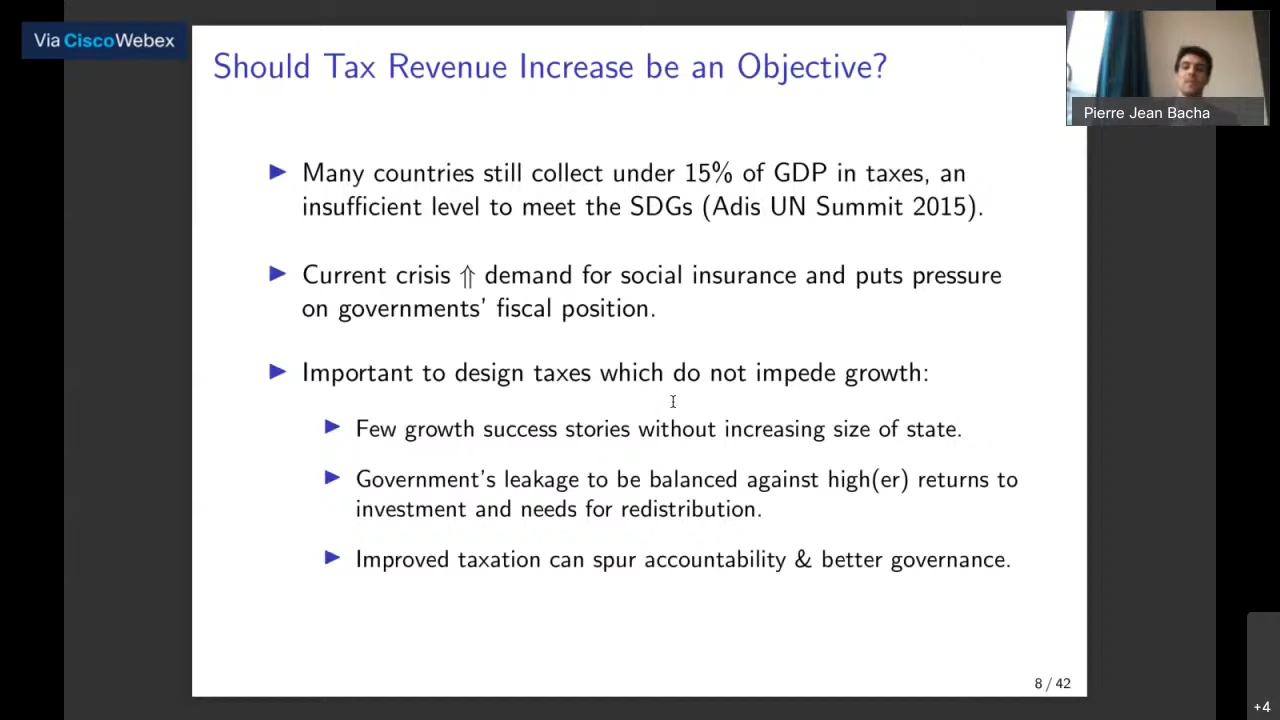 Via CiscoWebex
Should Tax Revenue Increase be an Objective?
Pierre Jean Bacha
Many countries still collect under 15% of GDP in taxes, an
insufficient level to meet the SDGs (Adis UN Summit 2015).
Current crisis ⇑ demand for social insurance and puts pressure
on governments' fiscal position.
Important to design taxes which do not impede growth:
Few growth success stories without increasing size of state.
Government's leakage to be balanced against high(er) returns to
investment and needs for redistribution.
Improved taxation can spur accountability & better governance.
8 / 42
+4